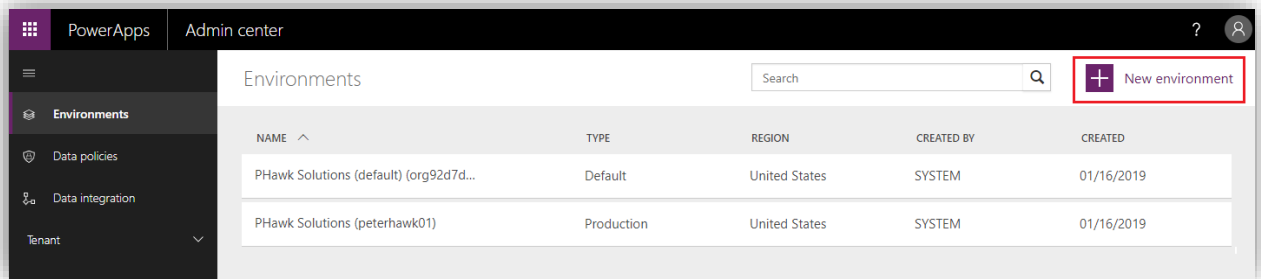 PowerApps Admin center ?
Environments Search New environment
Environments
Data policies
Data integration
Tenant
NAME TYPE REGION CREATED BY CREATED
PHawk Solutions (default) (org92d7d... Default United States SYSTEM 01/16/2019
PHawk Solutions (peterhawk01) Production United States SYSTEM 01/16/2019